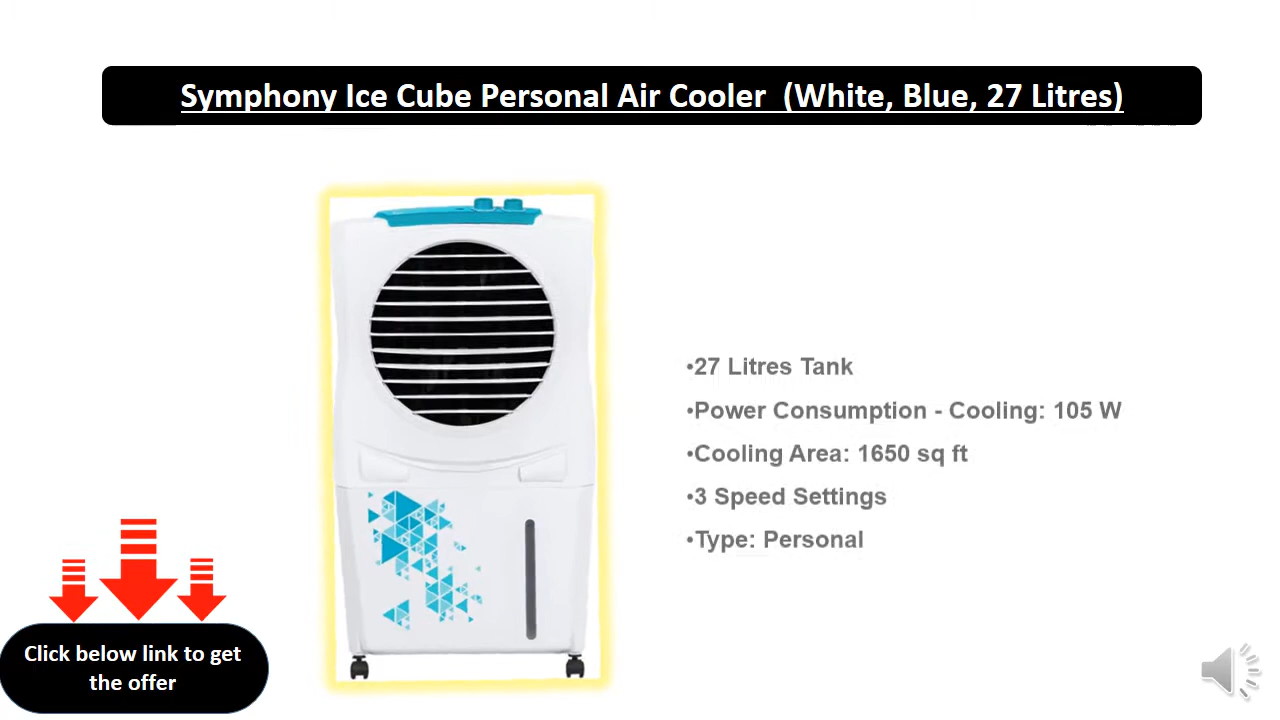 Symphony Ice Cube Personal Air Cooler (White, Blue, 27 Litres)
•27 Litres Tank
•Power Consumption - Cooling: 105 W
•Cooling Area: 1650 sq ft
•3 Speed Settings
•Type: Personal
Click below link to get
the offer